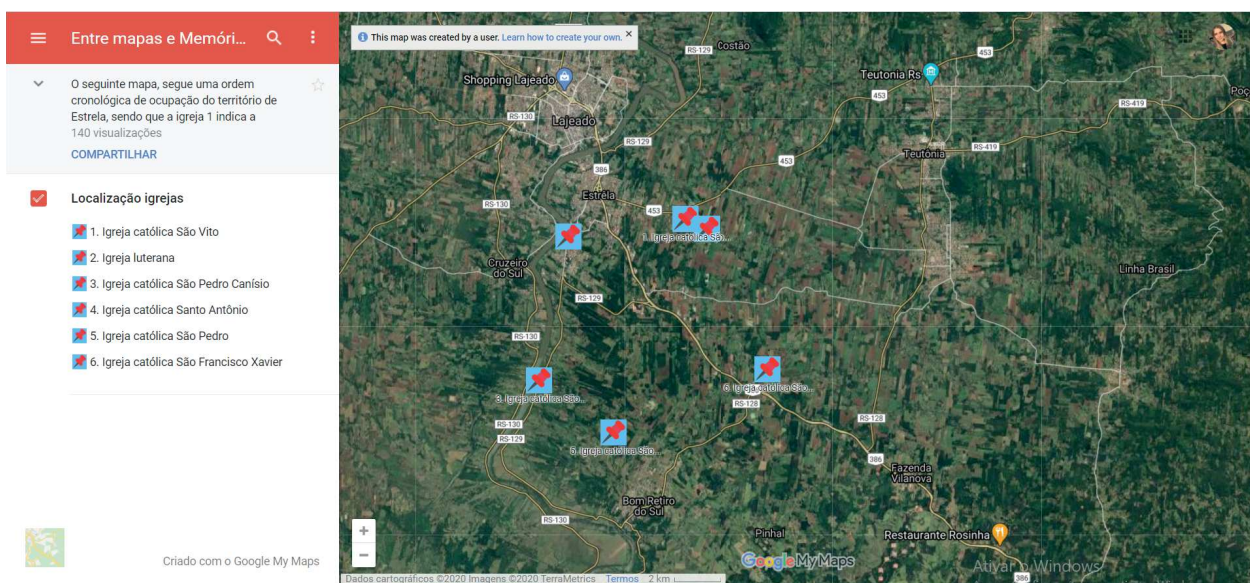 Entre mapas e Memóri...
O seguinte mapa, segue uma ordem
cronológica de ocupação do território de
Estrela, sendo que a igreja 1 indica a
140 visualizações
COMPARTILHAR
Localização igrejas
1. Igreja católica São Vito
2. Igreja luterana
3. Igreja católica São Pedro Canísio
4. Igreja católica Santo Antônio
5. Igreja católica São Pedro
6. Igreja católica São Francisco Xavier
Criado com o Google My Maps
This map was created by a user. Learn how to create your own.
RS-129
Costão
453
Shopping Lajeado
Teutonia Rs
453
RS-419
Poç
RS-130
Lajeado
RS-129
Teutônia
RS-419
453
386
Estrêla
RS-130
453
1. Igreja católica São...
Cruzeiro
do Sul
Linha Brasil
RS-129
RS-130
3. Igreja católica São...
6. Igreja católica São...
RS-128
RS-130
RS-129
RS-128
5. Igreja católica São...
386
Fazenda
Vilanova
Bom Retiro
do Sul
RS-130
Pinhal
Restaurante Rosinha
Google My Maps
Ativar o Windows
386
Dados cartográficos ©2020 Imagens ©2020 TerraMetrics Termos 2 km